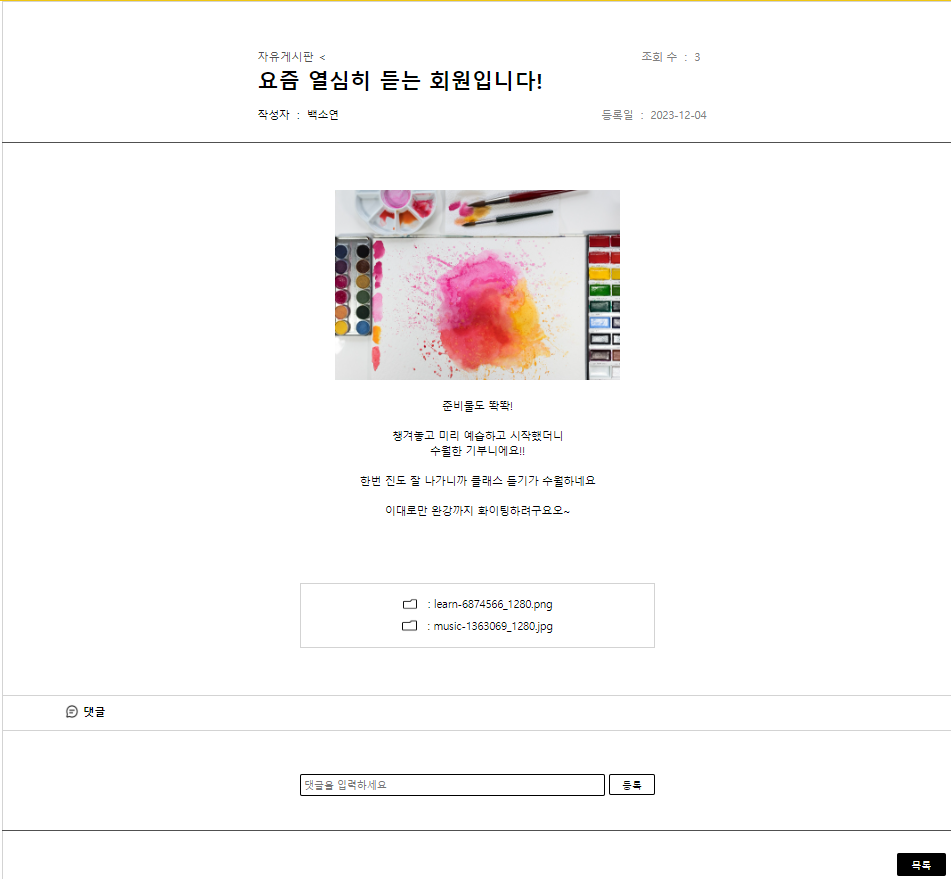 자유게시판 <
조회 수 : 3
요즘 열심히 듣는 회원입니다!
작성자 : 백소연
등록일 : 2023-12-04
준비물도 똭똭!
챙겨놓고 미리 예습하고 시작했더니
수월한 기부니에요!!
한번 진도 잘 나가니까 클래스 듣기가 수월하네요
이대로만 완강까지 화이팅하려구요오~
: learn-6874566_1280.png
: music-1363069_1280.jpg
댓글
댓글을 입력하세요
등록
목록